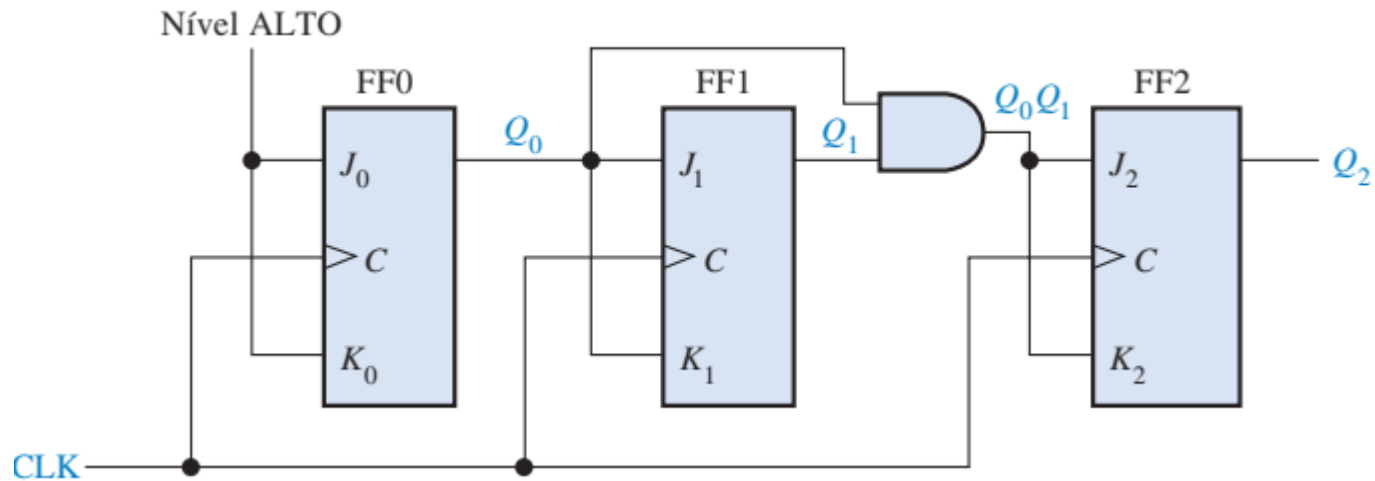 Nível ALTO
FF0
FF1
FF2
Q0
Q1
Q0Q1
J0
J1
J2
Q2
C
C
C
K0
K1
K2
CLK